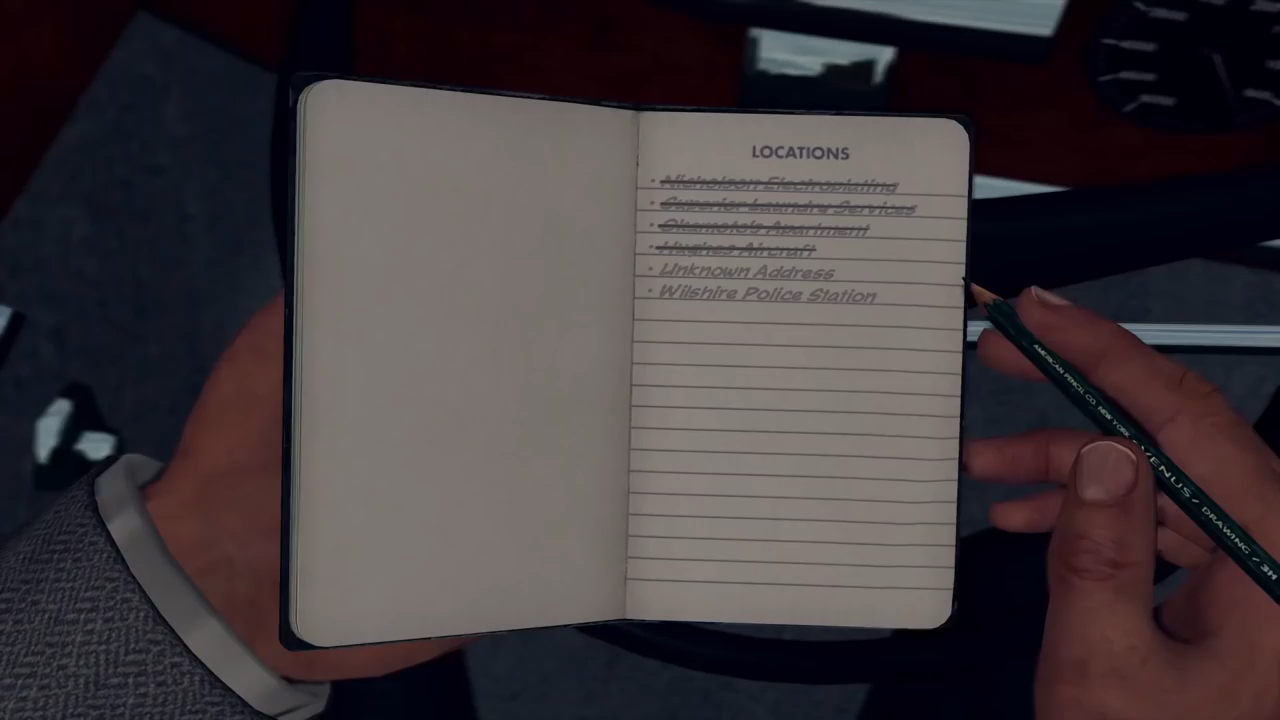 LOCATIONS
• Nicholson Electroplating
• Superior Laundry Services
• Okamoto's Apartment
• Hughes Aircraft
• Unknown Address
• Wilshire Police Station
AMERICAN PENCIL CO. NEW YORK VENUS / DRAWING / 3H